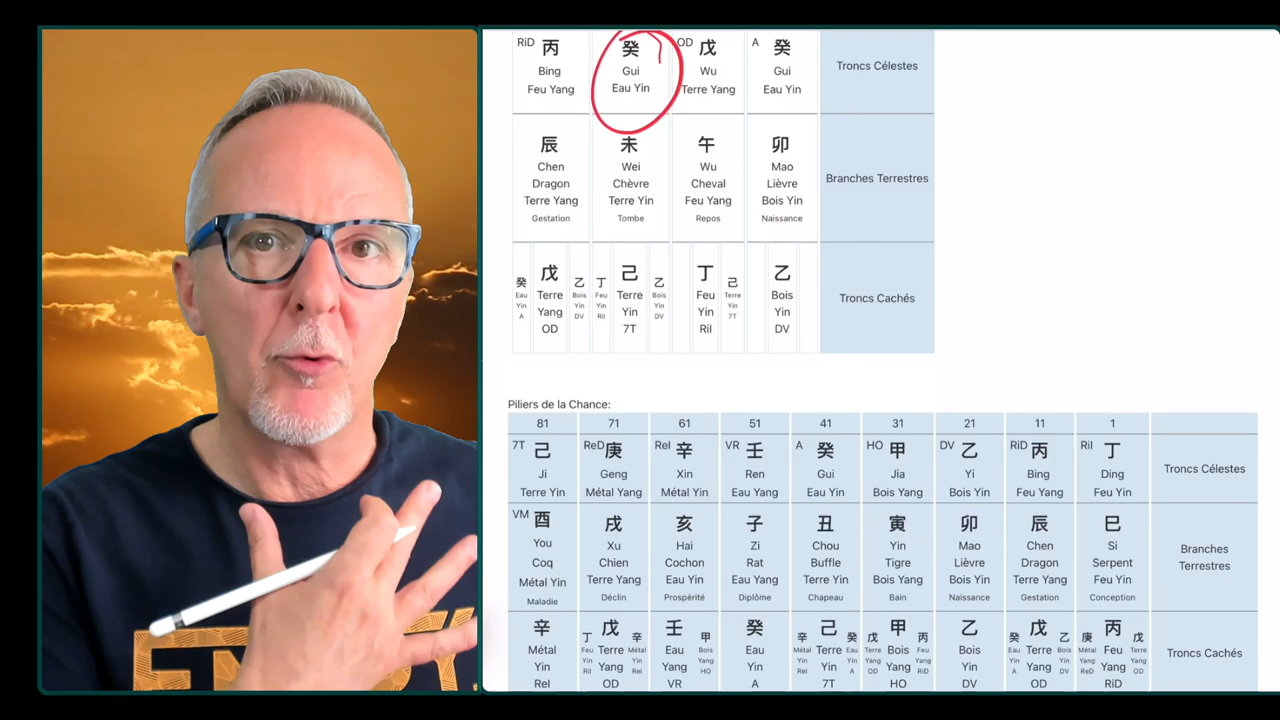 RiD 丙 癸 OD 戊 A 癸 Troncs Célestes
Bing Gui Wu Gui
Feu Yang Eau Yin Terre Yang Eau Yin
辰 未 午 卯 Branches Terrestres
Chen Wei Wu Mao
Dragon Chèvre Cheval Lièvre
Terre Yang Terre Yin Feu Yang Bois Yin
Gestation Tombe Repos Naissance
癸 戊 乙 丁 己 乙 丁 己 乙 Troncs Cachés
Eau Terre Bois Feu Terre Bois Feu Terre Bois
Yin Yang Yin Yin Yin Yin Yin Yin Yin
A OD DV RiI 7T DV RiI 7T DV
Piliers de la Chance:
81 71 61 51 41 31 21 11 1
7T 己 ReD 庚 ReI 辛 VR 壬 A 癸 HO 甲 DV 乙 RiD 丙 RiI 丁 Troncs Célestes
Ji Geng Xin Ren Gui Jia Yi Bing Ding
Terre Yin Métal Yang Métal Yin Eau Yang Eau Yin Bois Yang Bois Yin Feu Yang Feu Yin
VM 酉 戌 亥 子 丑 寅 卯 辰 巳 Branches Terrestres
You Xu Hai Zi Chou Yin Mao Chen Si
Coq Chien Cochon Rat Buffle Tigre Lièvre Dragon Serpent
Métal Yin Terre Yang Eau Yin Eau Yang Terre Yin Bois Yang Bois Yin Terre Yang Feu Yin
Maladie Déclin Prospérité Diplôme Chapeau Bain Naissance Gestation Conception
辛 丁 戊 辛 壬 甲 癸 辛 己 癸 戊 甲 丙 乙 癸 戊 乙 庚 丙 戊 Troncs Cachés
Métal Feu Terre Métal Eau Bois Eau Métal Terre Eau Terre Bois Feu Bois Eau Terre Bois Métal Feu Terre
Yin Yin Yang Yin Yang Yang Yin Yin Yin Yin Yang Yang Yang Yin Yin Yang Yin Yang Yang Yang
ReI RiI OD ReI VR HO A ReI 7T A OD HO RiD DV A OD DV ReD RiD OD